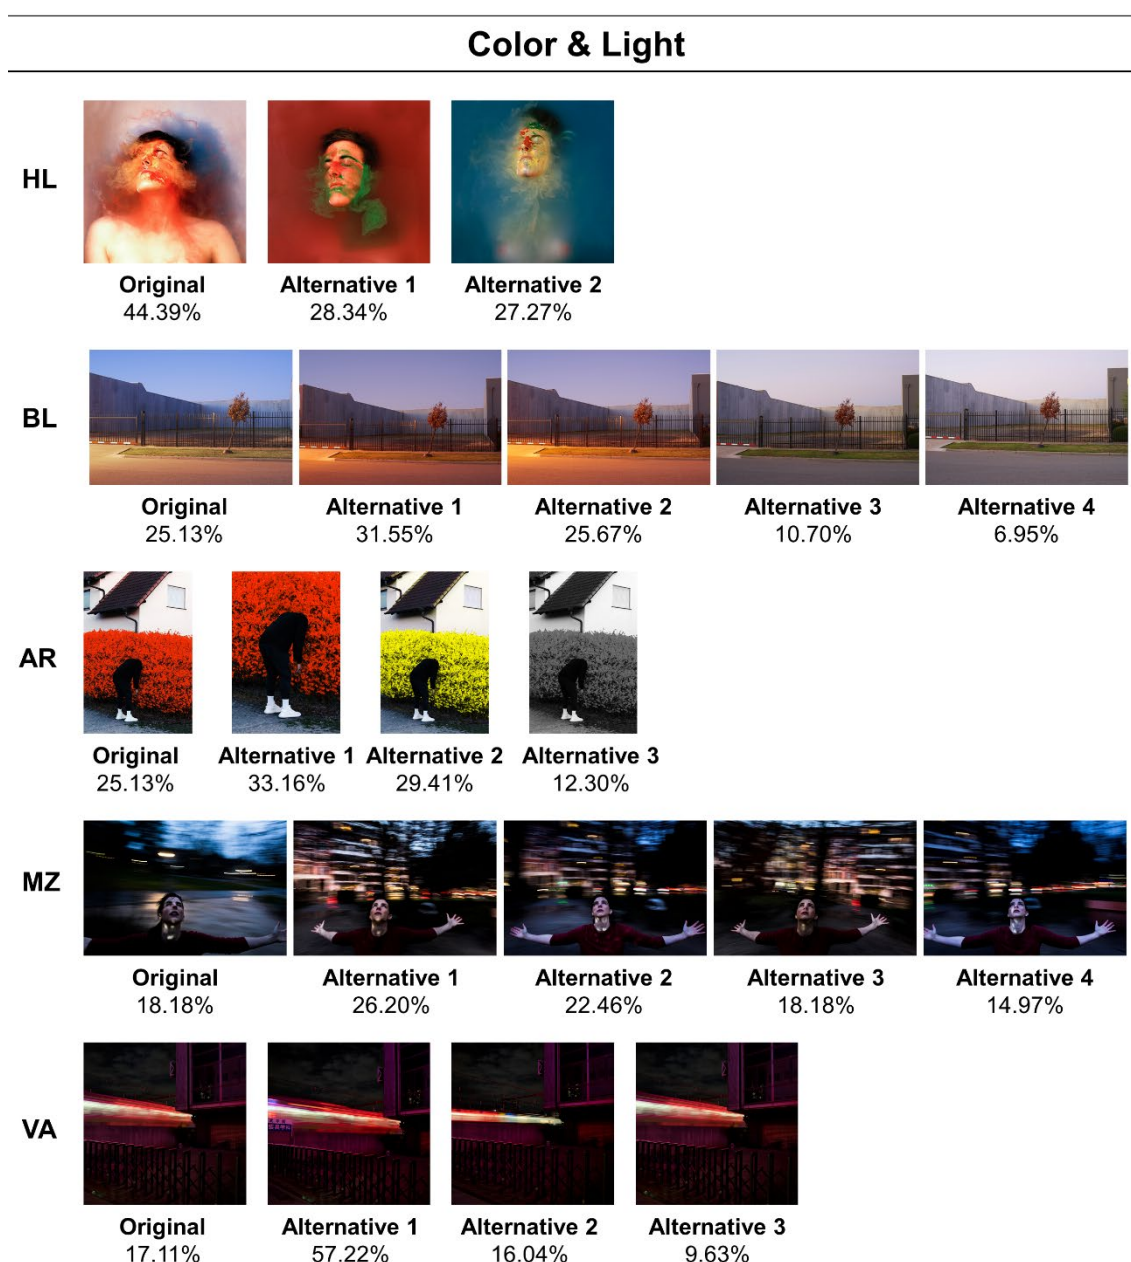 Color & Light
HL
Original Alternative 1 Alternative 2
44.39% 28.34% 27.27%
BL
Original Alternative 1 Alternative 2 Alternative 3 Alternative 4
25.13% 31.55% 25.67% 10.70% 6.95%
AR
Original Alternative 1 Alternative 2 Alternative 3
25.13% 33.16% 29.41% 12.30%
MZ
Original Alternative 1 Alternative 2 Alternative 3 Alternative 4
18.18% 26.20% 22.46% 18.18% 14.97%
VA
Original Alternative 1 Alternative 2 Alternative 3
17.11% 57.22% 16.04% 9.63%